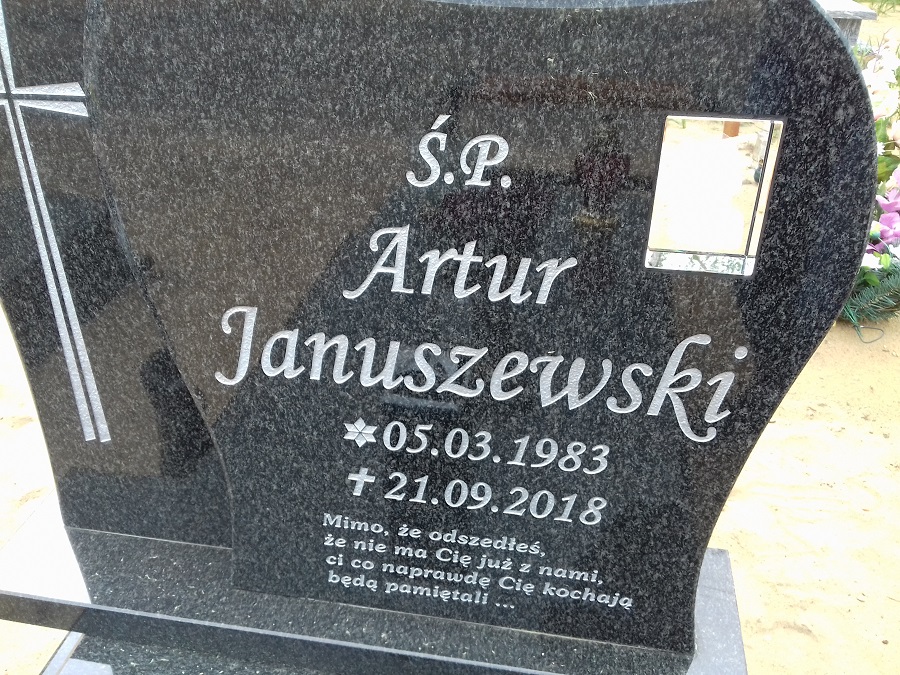 Ś.P.
Artur
Januszewski
05.03.1983
21.09.2018
Mimo, że odszedłeś,
że nie ma Cię już z nami,
ci co naprawdę Cię kochają
będą pamiętali ...